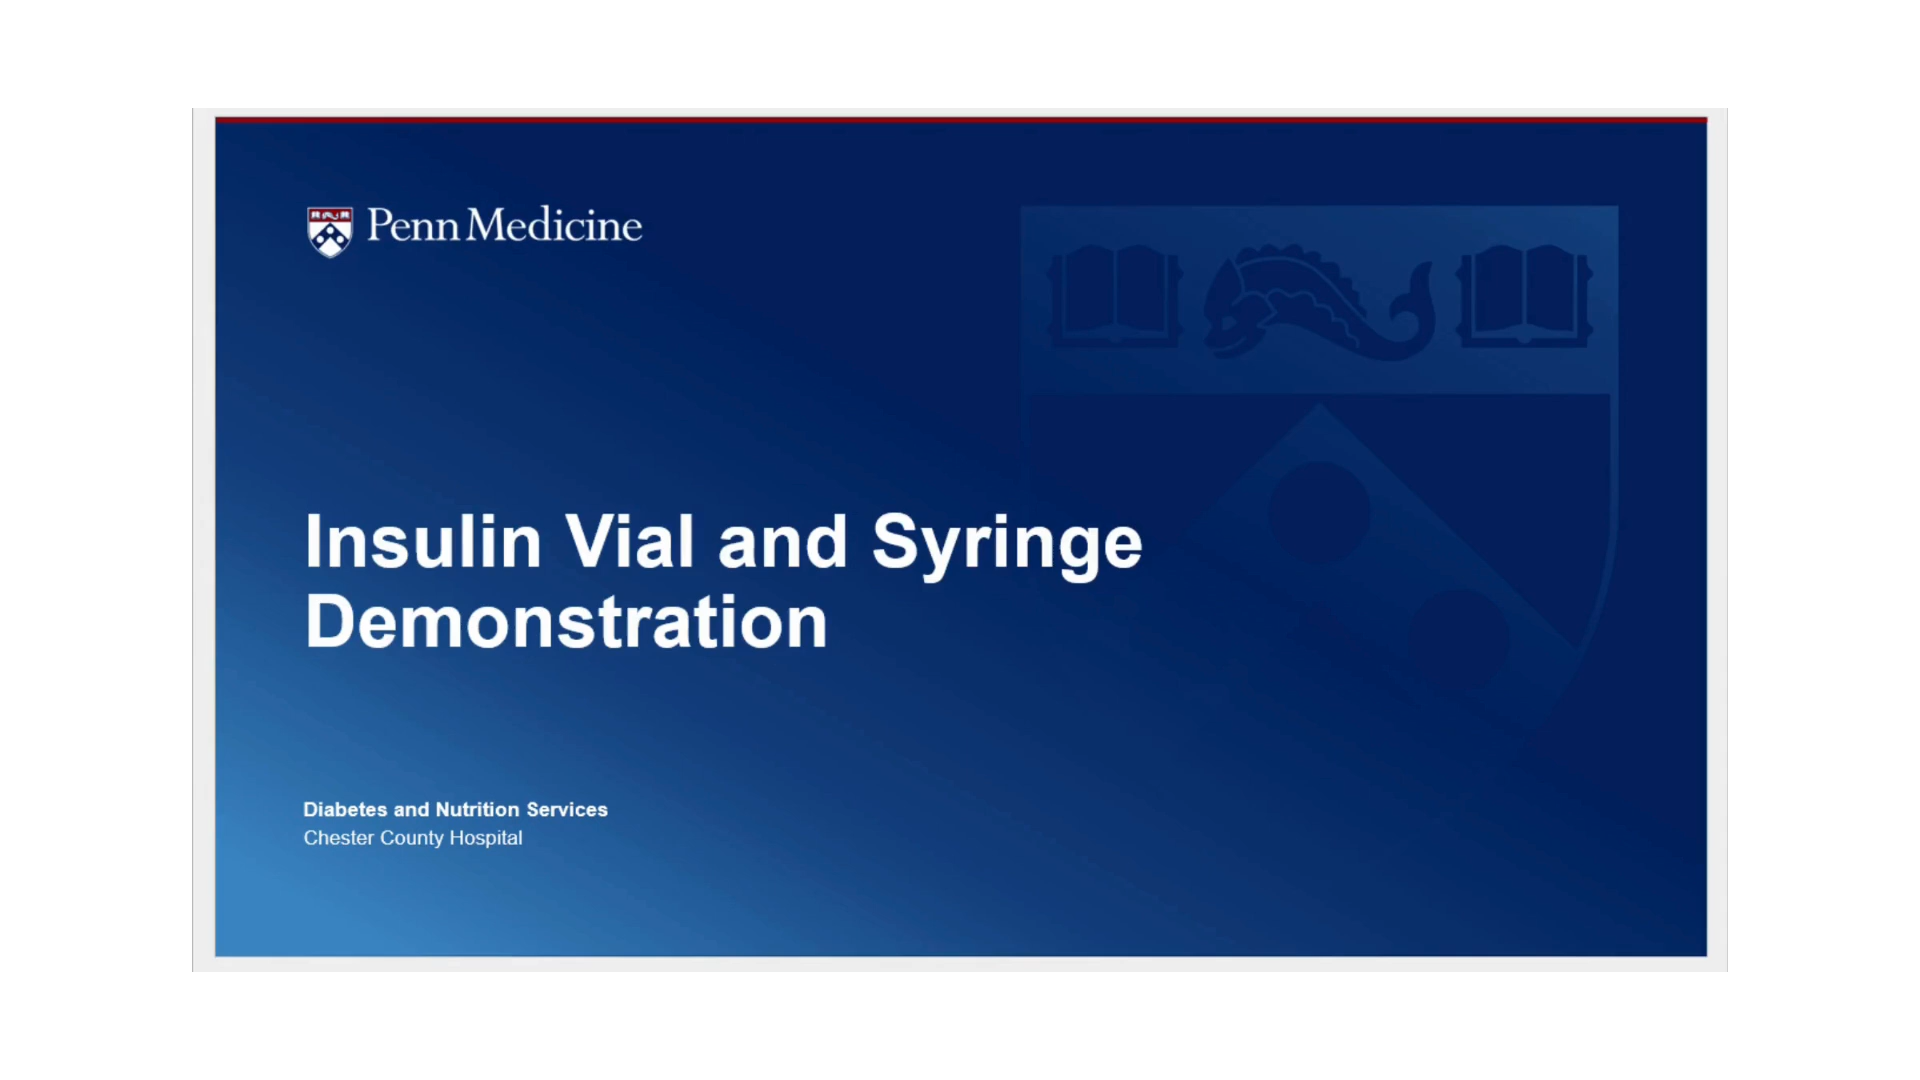 Penn Medicine
Insulin Vial and Syringe
Demonstration
Diabetes and Nutrition Services
Chester County Hospital